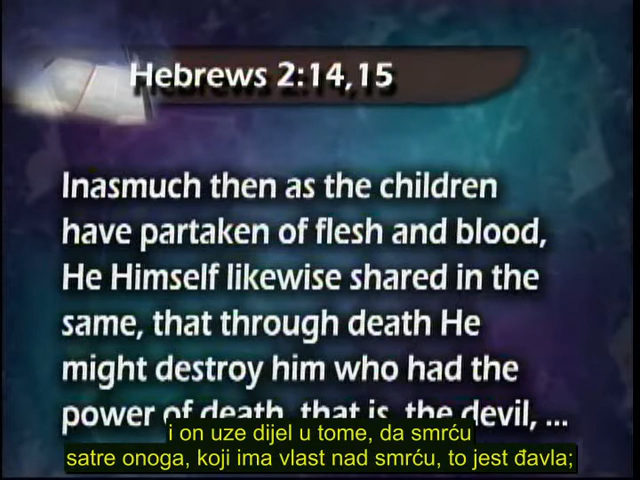 Hebrews 2:14,15
Inasmuch then as the children
have partaken of flesh and blood,
He Himself likewise shared in the
same, that through death He
might destroy him who had the
power of death, that is, the devil, ...
i on uze dijel u tome, da smrću
satre onoga, koji ima vlast nad smrću, to jest đavla;